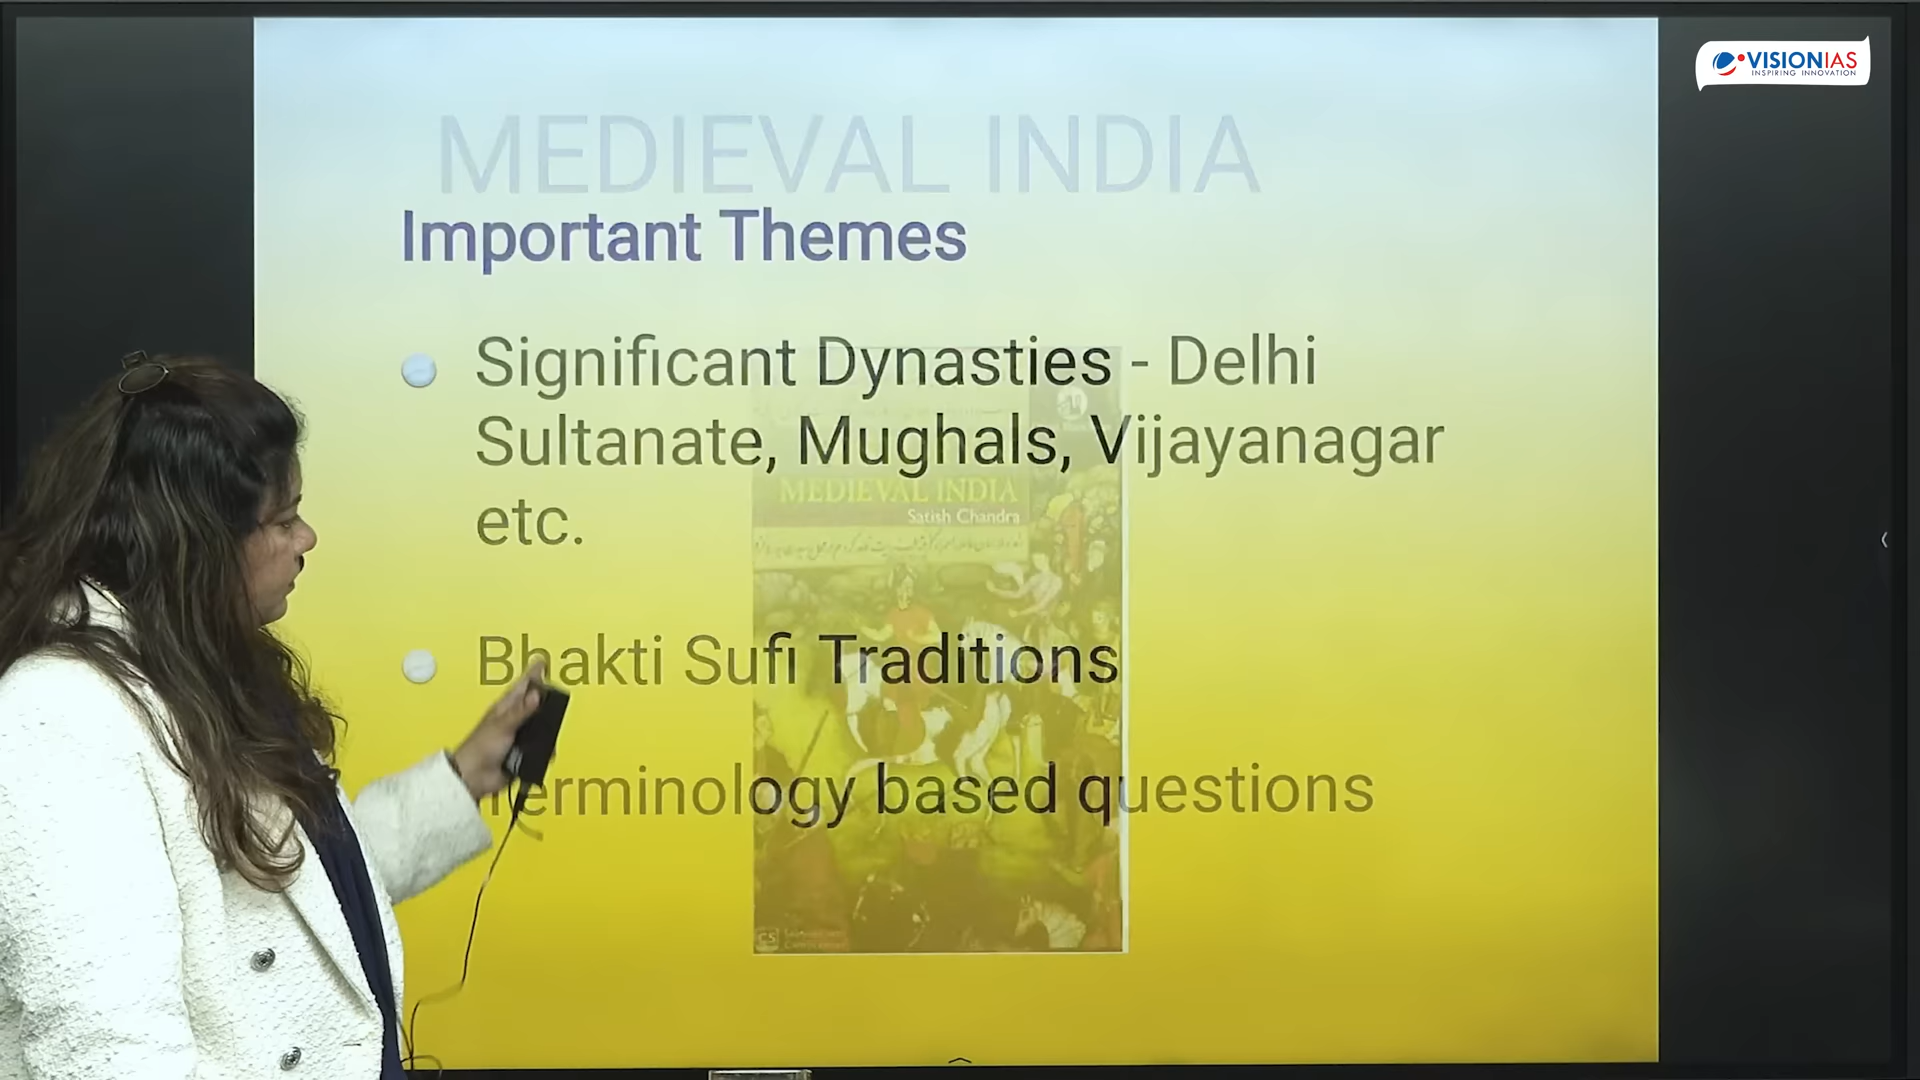 VISIONIAS
INSPIRING INNOVATION
MEDIEVAL INDIA
Important Themes
Significant Dynasties - Delhi
Sultanate, Mughals, Vijayanagar
etc.
MEDIEVAL INDIA
Satish Chandra
Bhakti Sufi Traditions
Terminology based questions